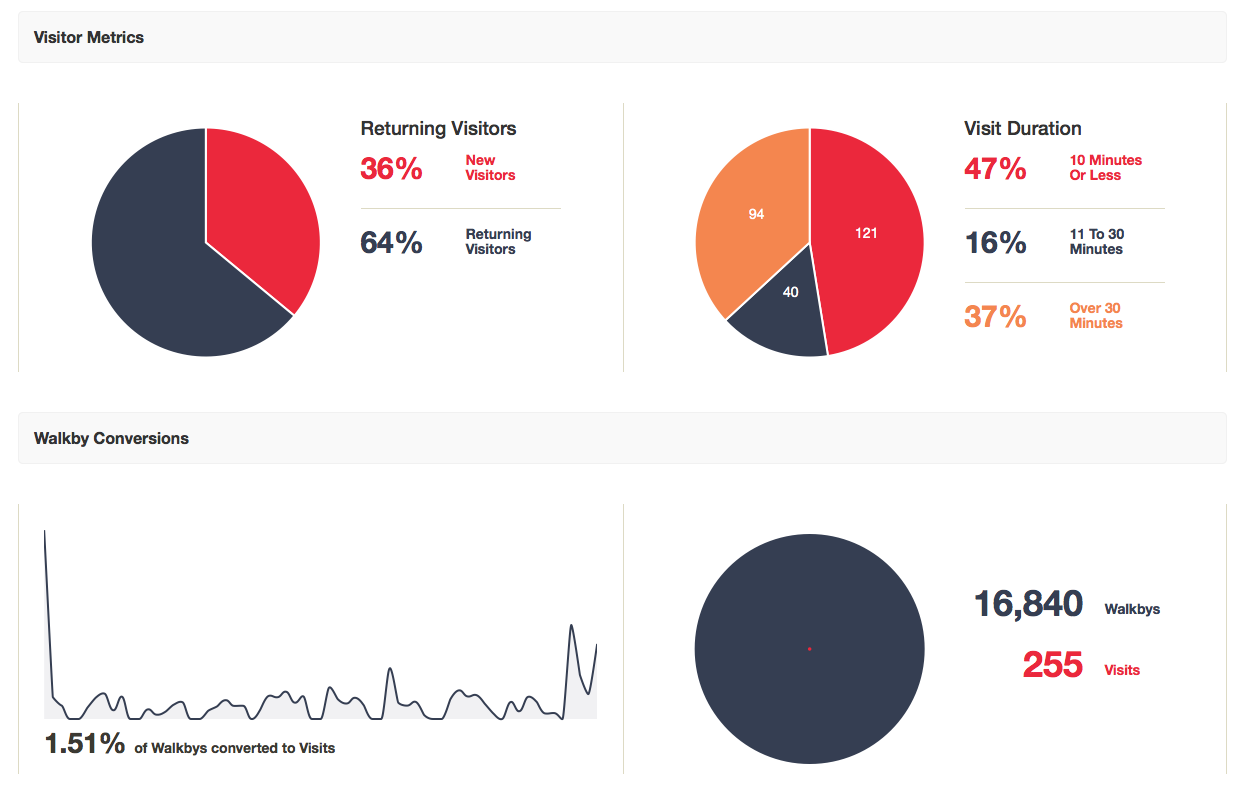 Visitor Metrics
Returning Visitors
36%
New
Visitors
64%
Returning
Visitors
94
121
40
Visit Duration
47%
10 Minutes
Or Less
16%
11 To 30
Minutes
37%
Over 30
Minutes
Walkby Conversions
1.51% of Walkbys converted to Visits
16,840 Walkbys
255 Visits